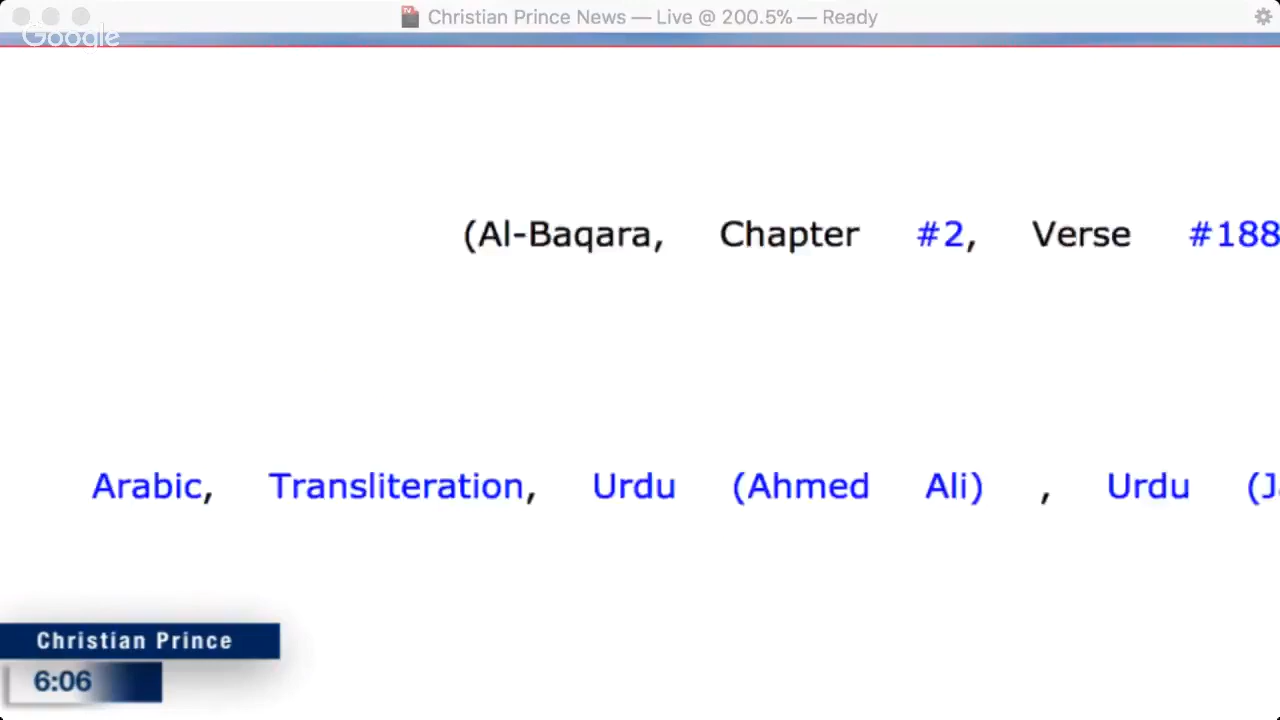 Christian Prince News — Live @ 200.5% — Ready
Google
(Al-Baqara, Chapter #2, Verse #188
Arabic, Transliteration, Urdu (Ahmed Ali) , Urdu
Christian Prince
6:06